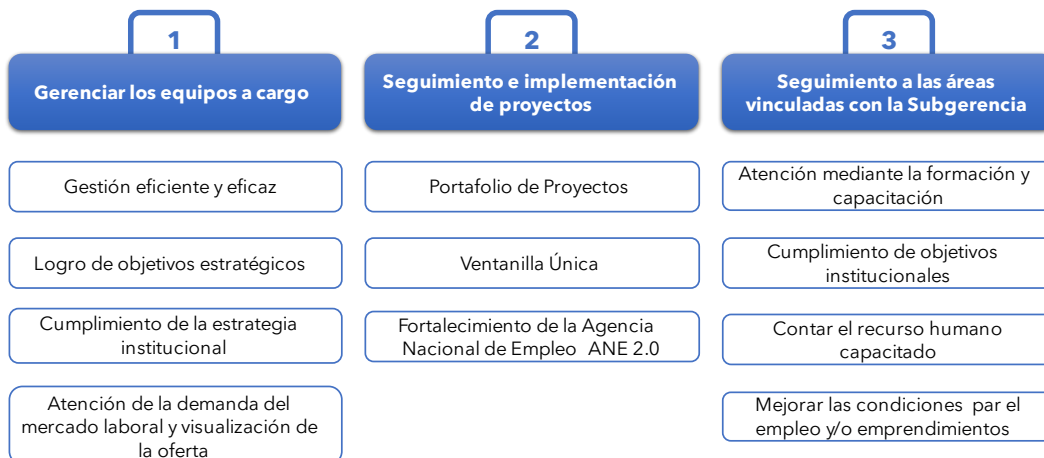 1
Gerenciar los equipos a cargo
Gestión eficiente y eficaz
Logro de objetivos estratégicos
Cumplimiento de la estrategia
institucional
Atención de la demanda del
mercado laboral y visualización de
la oferta
2
Seguimiento e implementación
de proyectos
Portafolio de Proyectos
Ventanilla Única
Fortalecimiento de la Agencia
Nacional de Empleo ANE 2.0
3
Seguimiento a las áreas
vinculadas con la Subgerencia
Atención mediante la formación y
capacitación
Cumplimiento de objetivos
institucionales
Contar el recurso humano
capacitado
Mejorar las condiciones par el
empleo y/o emprendimientos